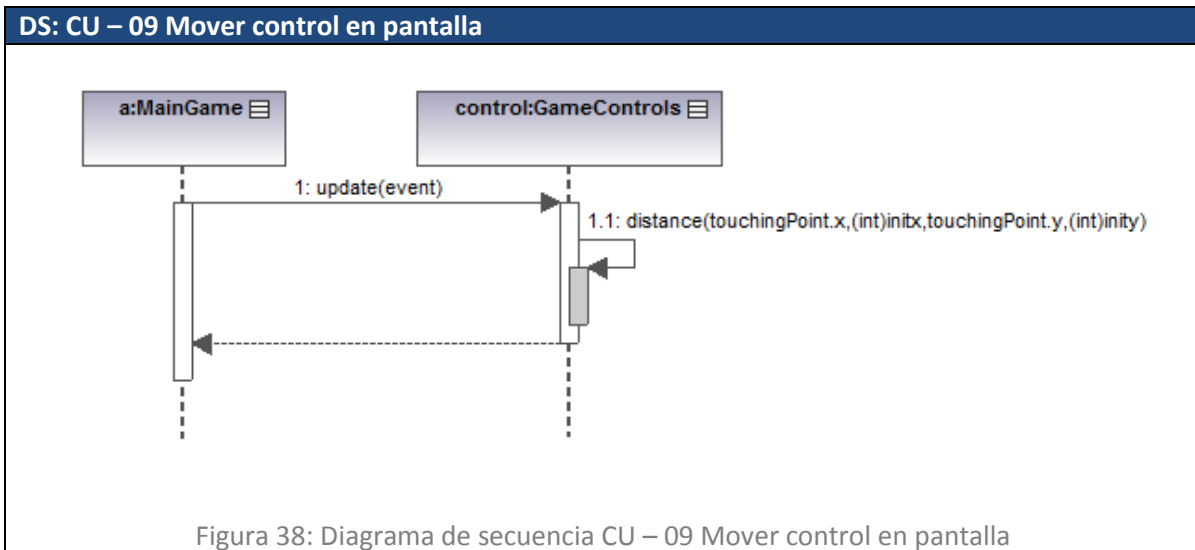 DS: CU – 09 Mover control en pantalla
a:MainGame
control:GameControls
1: update(event)
1.1: distance(touchingPoint.x,(int)initx,touchingPoint.y,(int)inity)
Figura 38: Diagrama de secuencia CU – 09 Mover control en pantalla